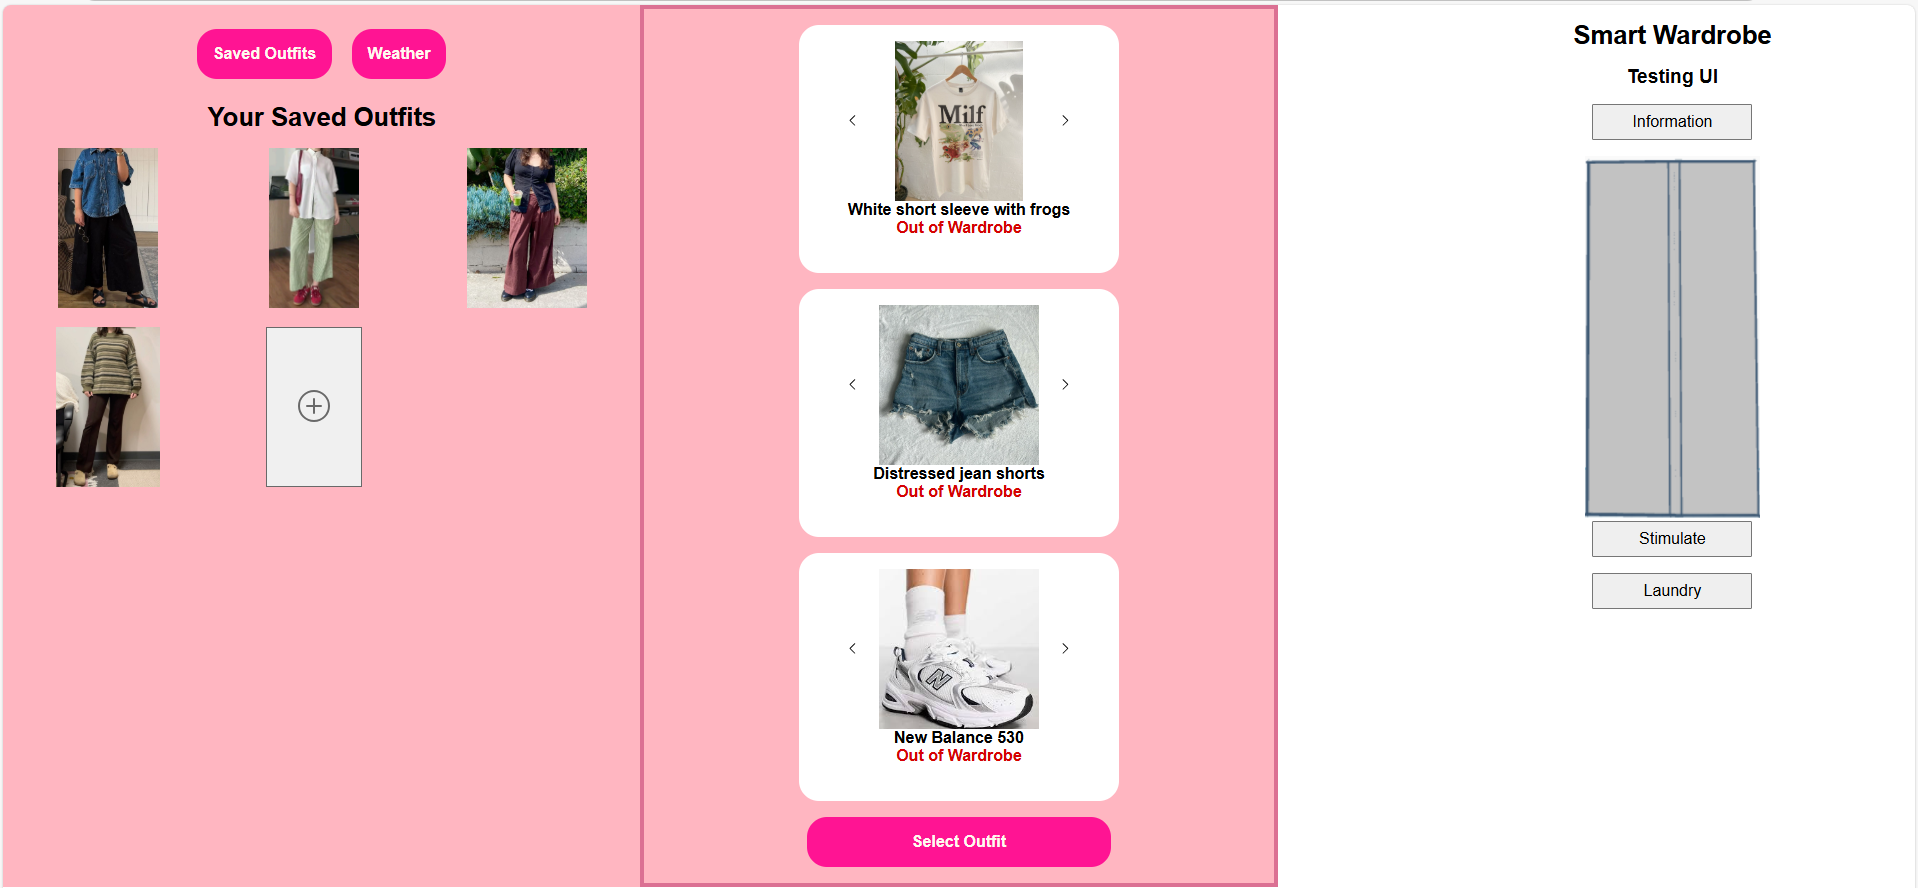 Saved Outfits
Weather
Your Saved Outfits
Milf
White short sleeve with frogs
Out of Wardrobe
Distressed jean shorts
Out of Wardrobe
N
New Balance 530
Out of Wardrobe
Select Outfit
Smart Wardrobe
Testing UI
Information
Stimulate
Laundry